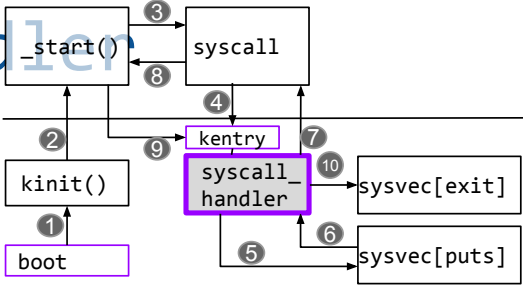 dler
3
_start()
syscall
8
4
2
9
kentry
7
kinit()
syscall_
handler
10
sysvec[exit]
1
6
boot
5
sysvec[puts]